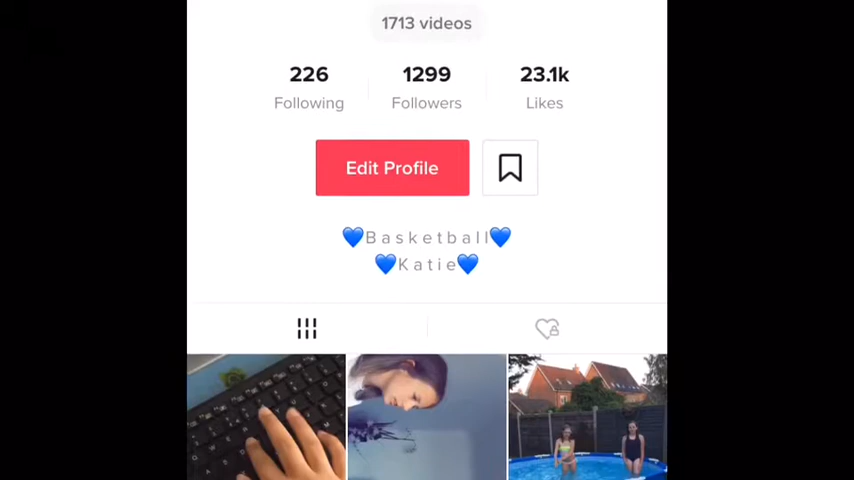 1713 videos
226 1299 23.1k
Following Followers Likes
Edit Profile
💙Basketball💙
💙Katie💙